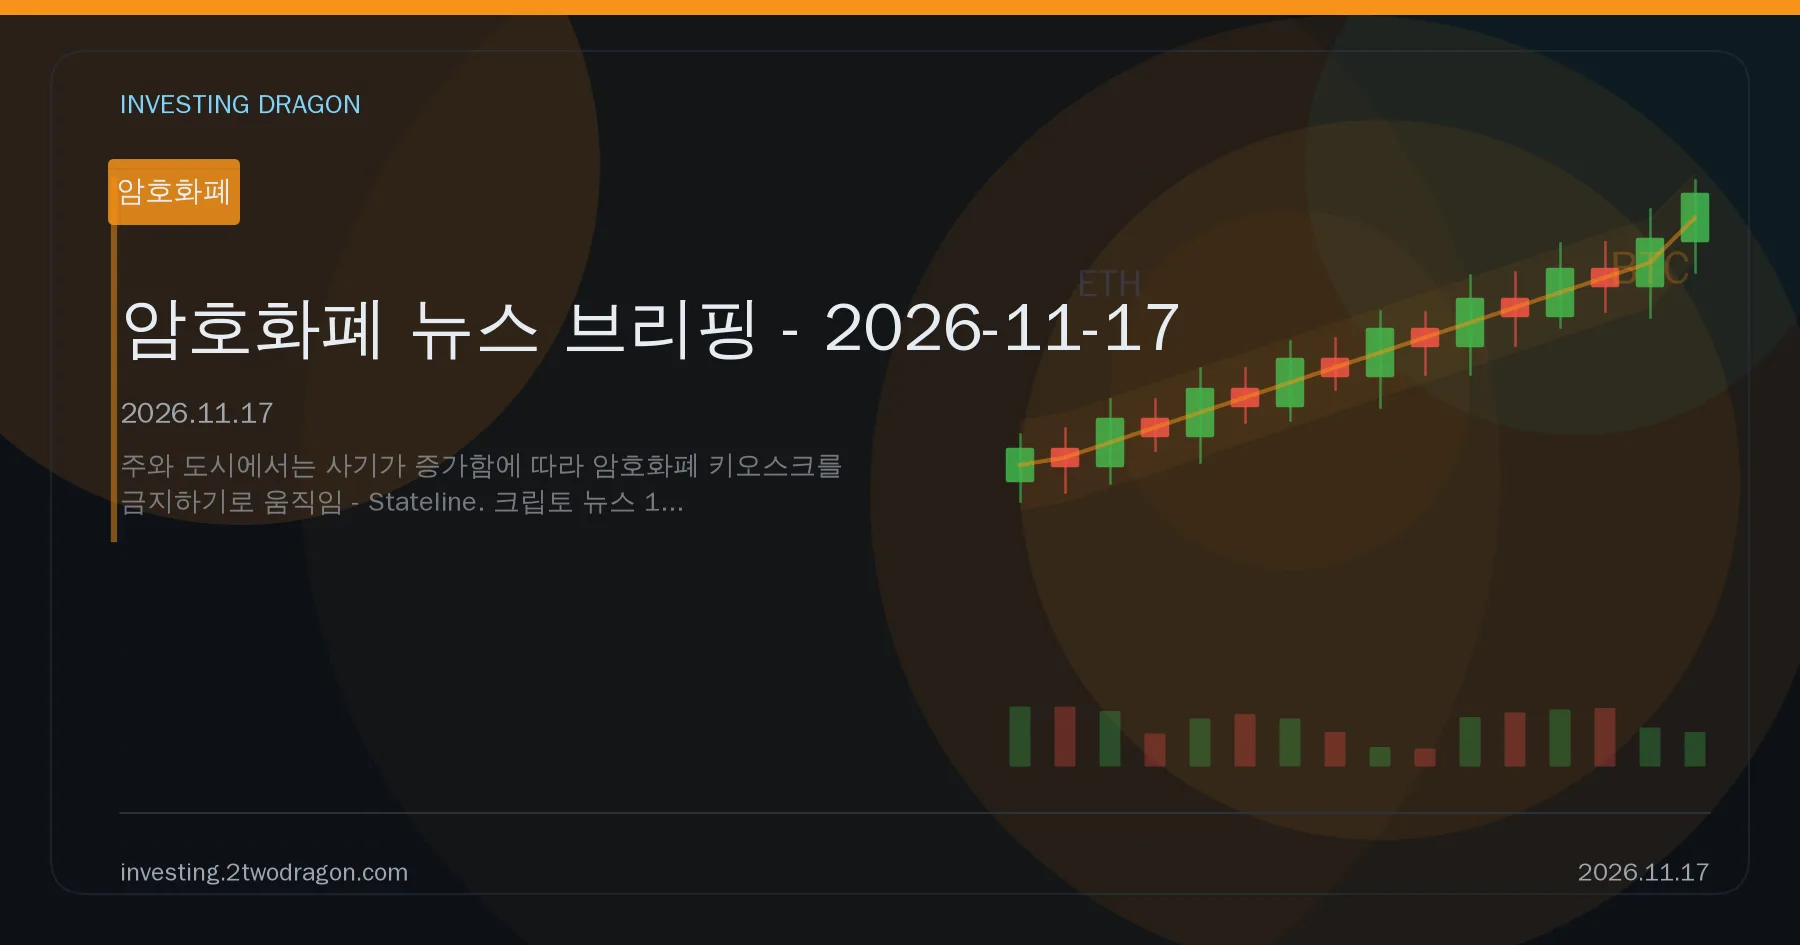 INVESTING DRAGON
암호화폐
암호화폐 뉴스 브리핑 - 2026-11-17
2026.11.17
주와 도시에서는 사기가 증가함에 따라 암호화폐 키오스크를
금지하기로 움직임 - Stateline. 크립토 뉴스 1...
ETH
BTC
investing.2twodragon.com
2026.11.17